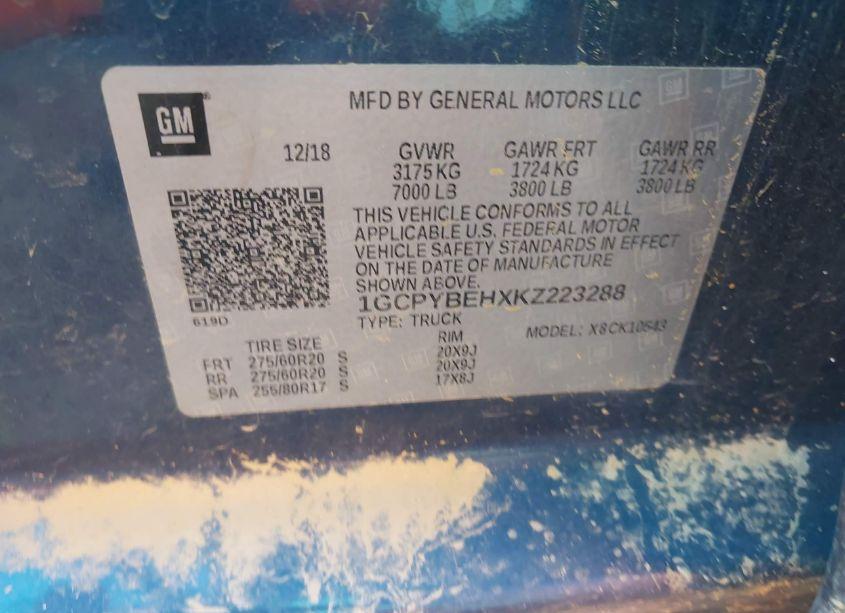 GM
MFD BY GENERAL MOTORS LLC
12/18 GVWR GAWR FRT GAWR RR
3175 KG 1724 KG 1724 KG
7000 LB 3800 LB 3800 LB
THIS VEHICLE CONFORMS TO ALL
APPLICABLE U.S. FEDERAL MOTOR
VEHICLE SAFETY STANDARDS IN EFFECT
ON THE DATE OF MANUFACTURE
SHOWN ABOVE.
1GCPYBEHXKZ223288
619D
TYPE: TRUCK MODEL: X8CK10543
TIRE SIZE RIM
FRT 275/60R20 S 20X9J
RR 275/60R20 S 20X9J
SPA 255/80R17 S 17X8J